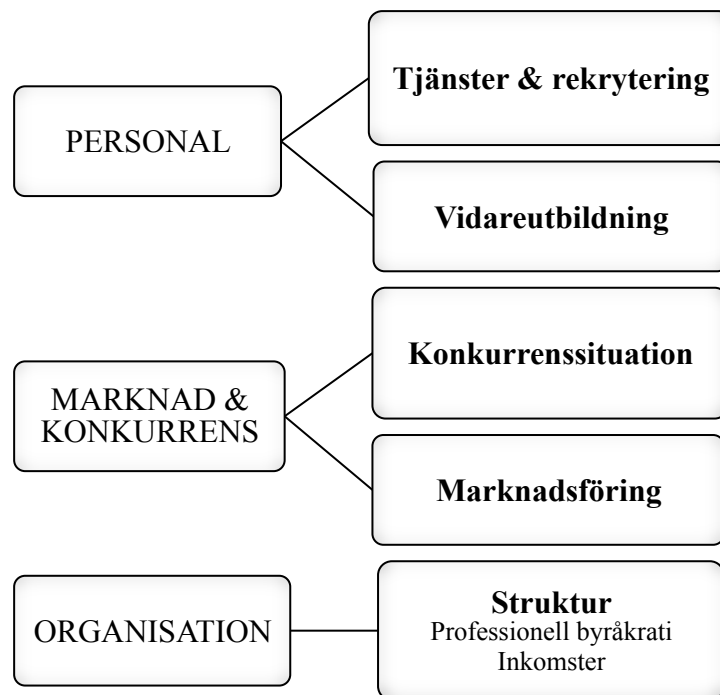 PERSONAL
Tjänster & rekrytering
Vidareutbildning
MARKNAD &
KONKURRENS
Konkurrenssituation
Marknadsföring
ORGANISATION
Struktur
Professionell byråkrati
Inkomster